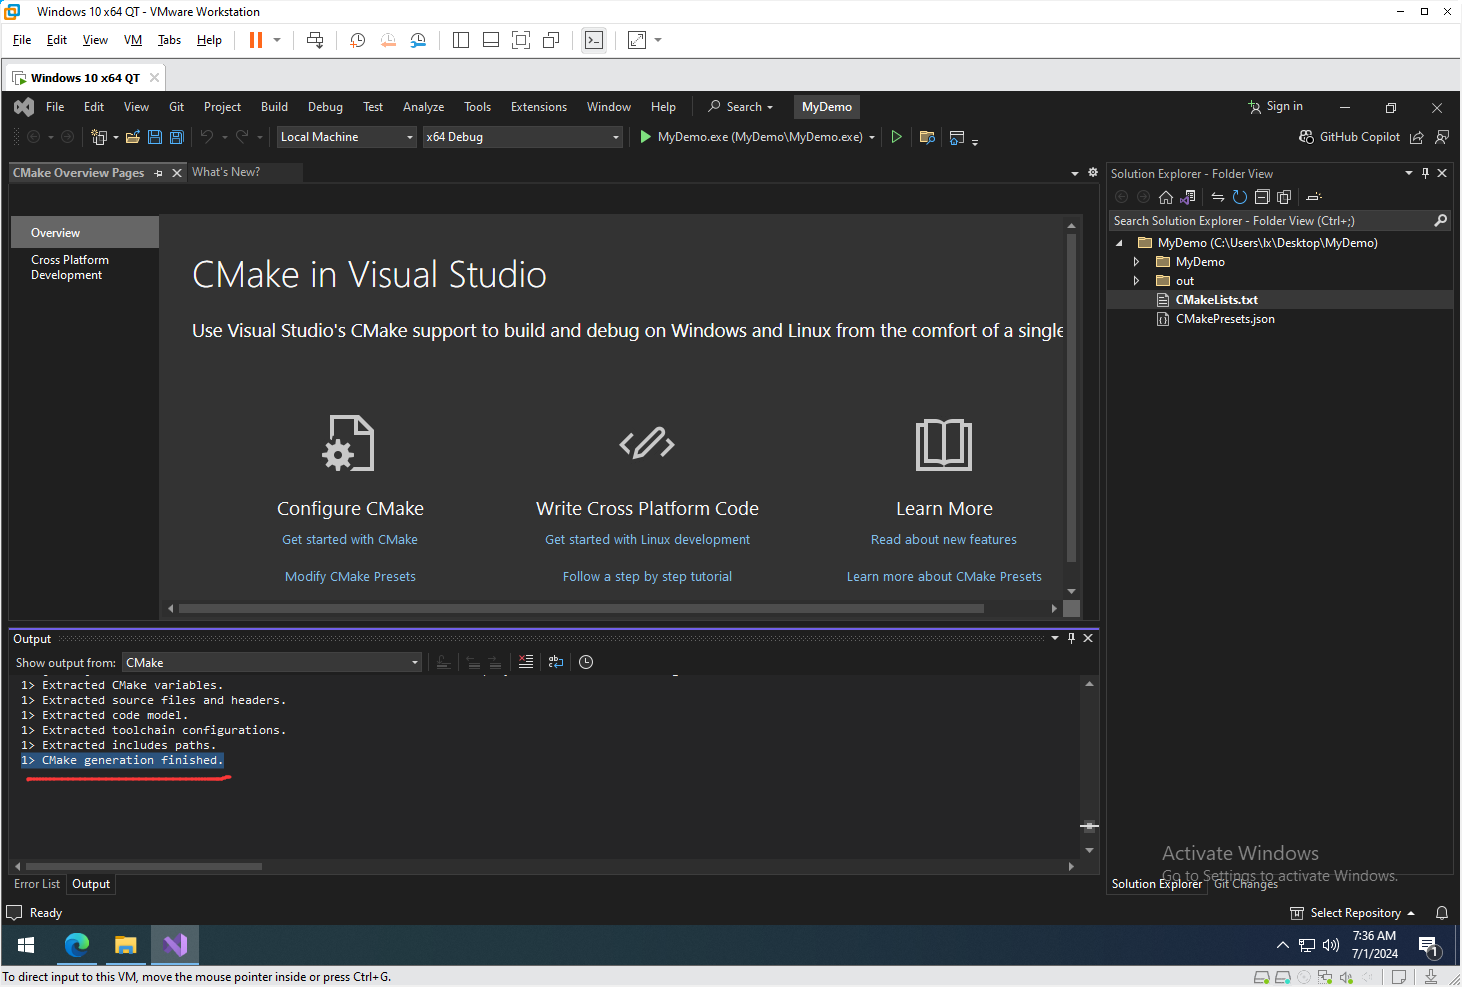 Windows 10 x64 QT - VMware Workstation
File Edit View VM Tabs Help
Windows 10 x64 QT
File Edit View Git Project Build Debug Test Analyze Tools Extensions Window Help Search MyDemo Sign in
Local Machine x64 Debug MyDemo.exe (MyDemo\MyDemo.exe) GitHub Copilot
CMake Overview Pages What's New?
Overview
Cross Platform
Development
CMake in Visual Studio
Use Visual Studio's CMake support to build and debug on Windows and Linux from the comfort of a single
Configure CMake
Get started with CMake
Modify CMake Presets
Write Cross Platform Code
Get started with Linux development
Follow a step by step tutorial
Learn More
Read about new features
Learn more about CMake Presets
Solution Explorer - Folder View
Search Solution Explorer - Folder View (Ctrl+;)
MyDemo (C:\Users\lx\Desktop\MyDemo)
MyDemo
out
CMakeLists.txt
CMakePresets.json
Output
Show output from: CMake
1> Extracted CMake variables.
1> Extracted source files and headers.
1> Extracted code model.
1> Extracted toolchain configurations.
1> Extracted includes paths.
1> CMake generation finished.
Error List Output
Activate Windows
Go to Settings to activate Windows.
Solution Explorer Git Changes
Ready
Select Repository
7:36 AM
7/1/2024
1
To direct input to this VM, move the mouse pointer inside or press Ctrl+G.